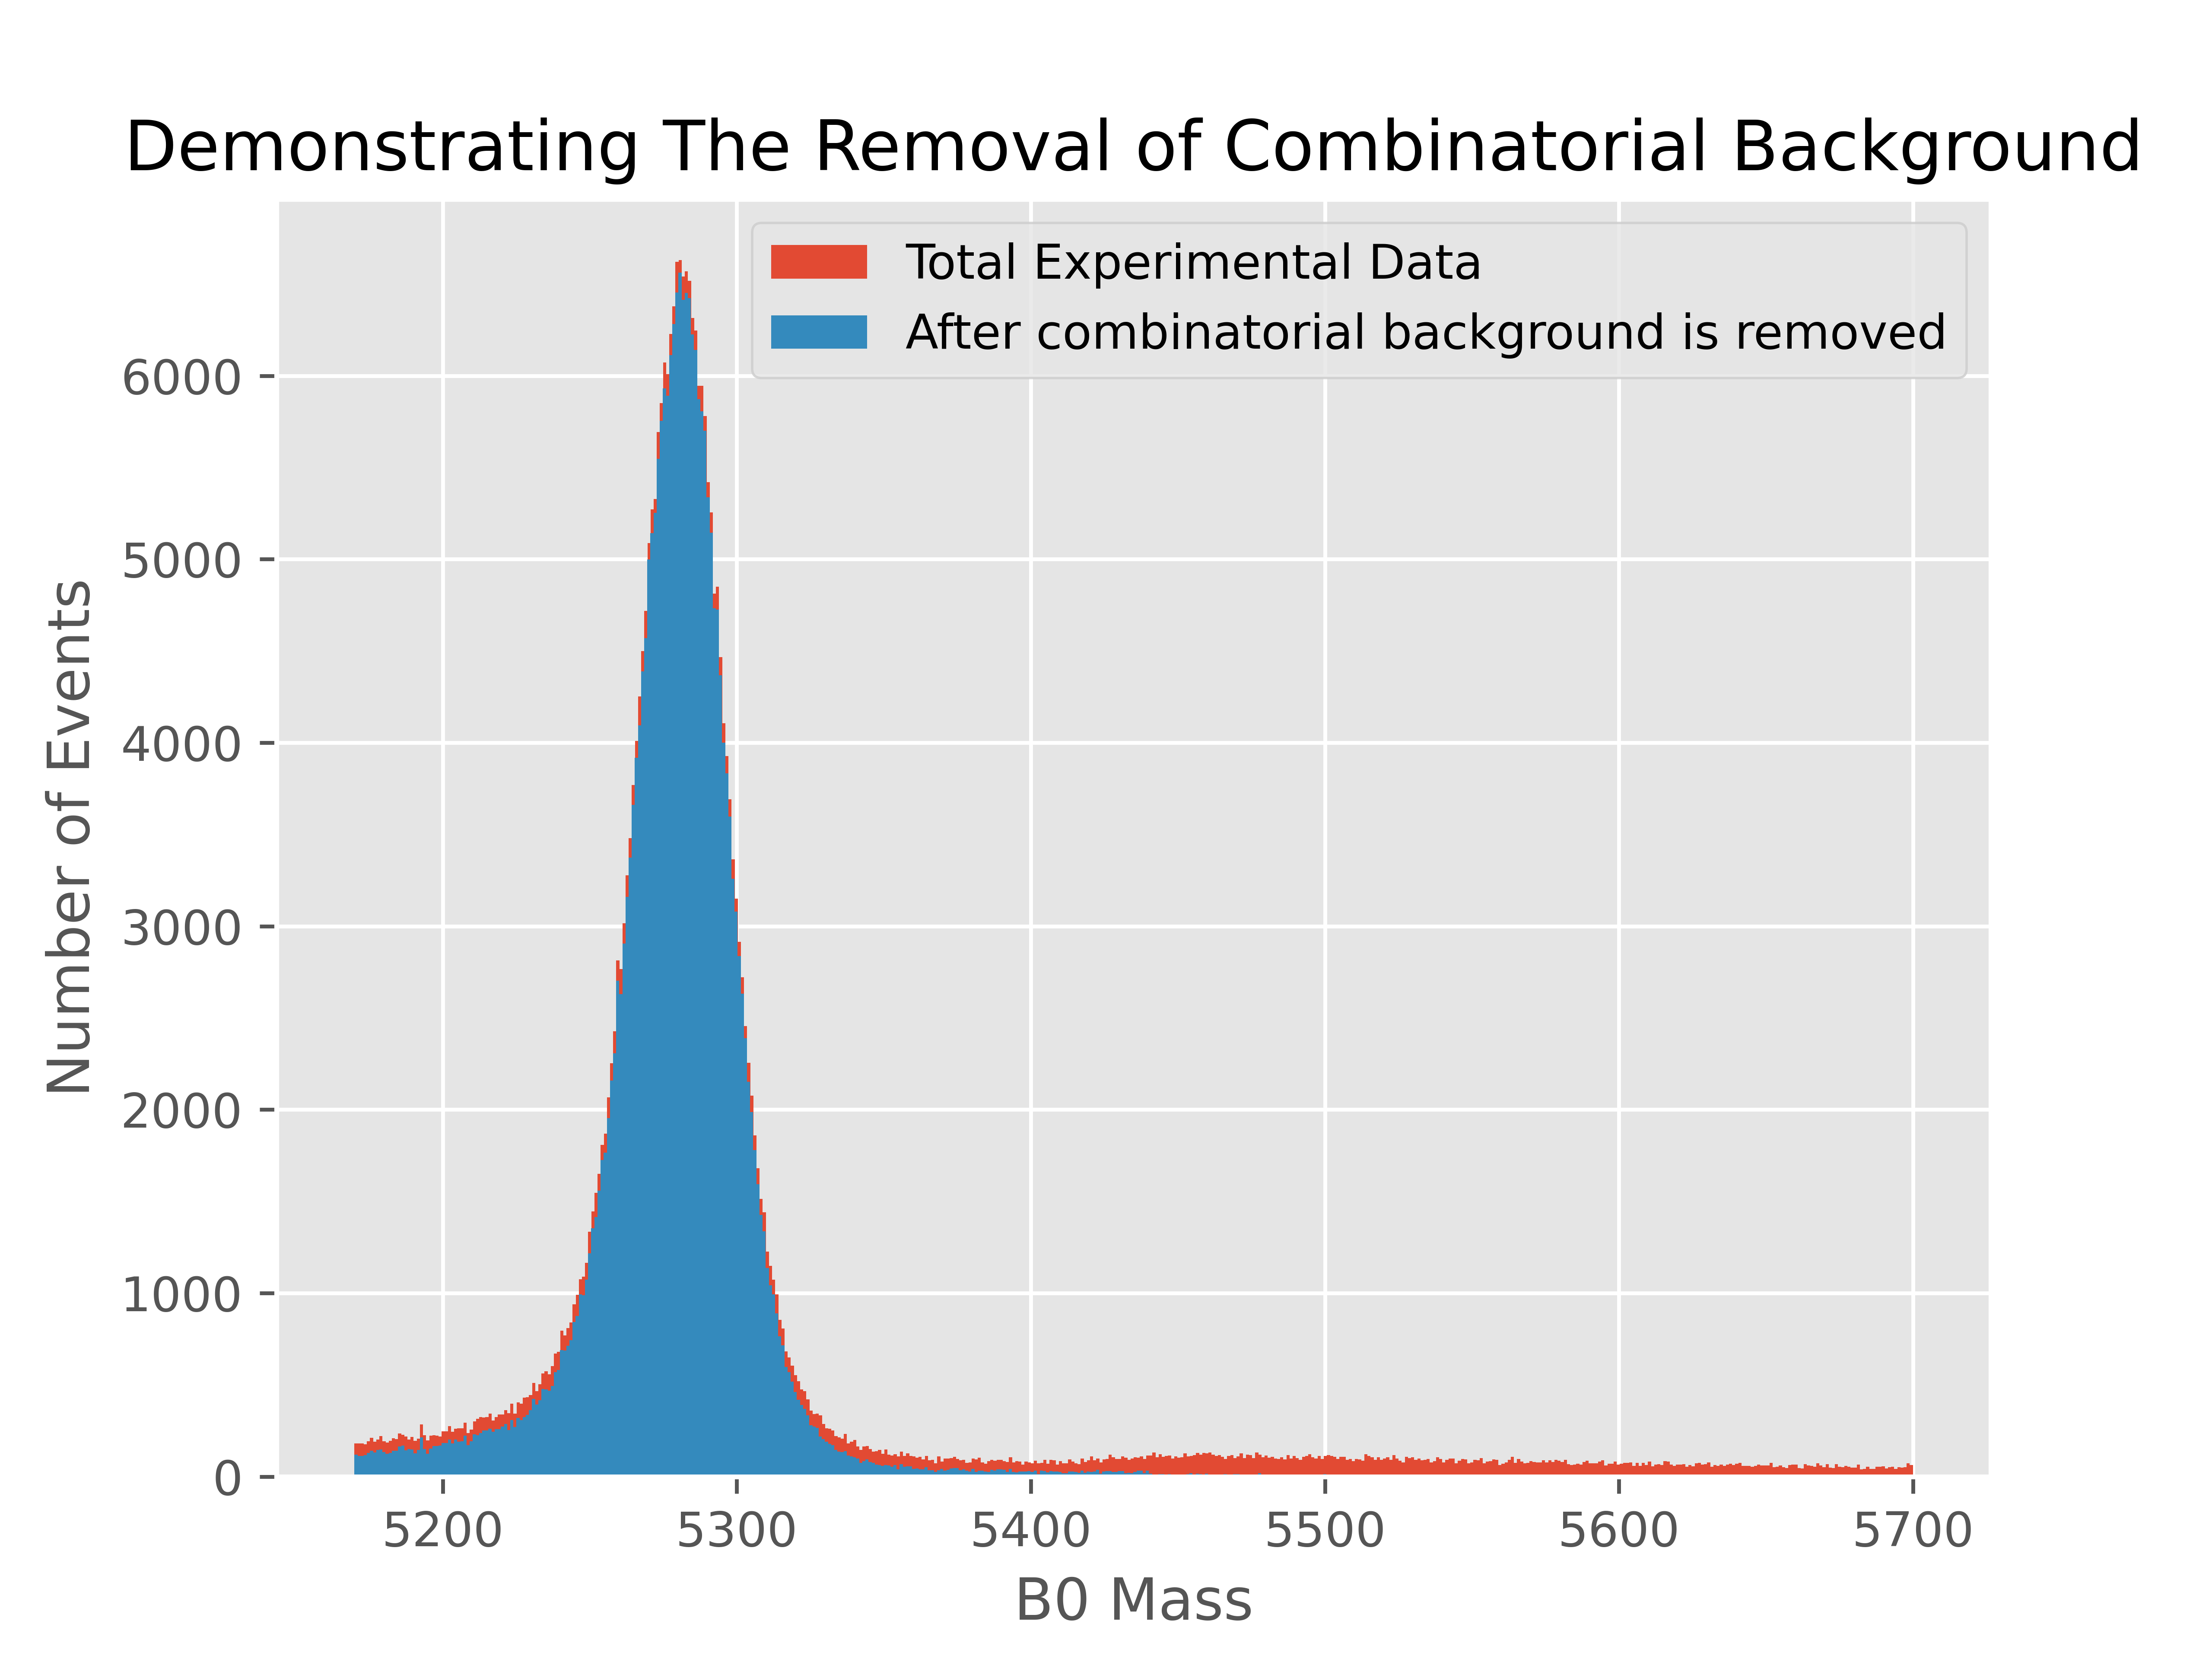 Demonstrating The Removal of Combinatorial Background
Total Experimental Data
After combinatorial background is removed
6000
5000
4000
3000
2000
1000
0
Number of Events
5200 5300 5400 5500 5600 5700
B0 Mass